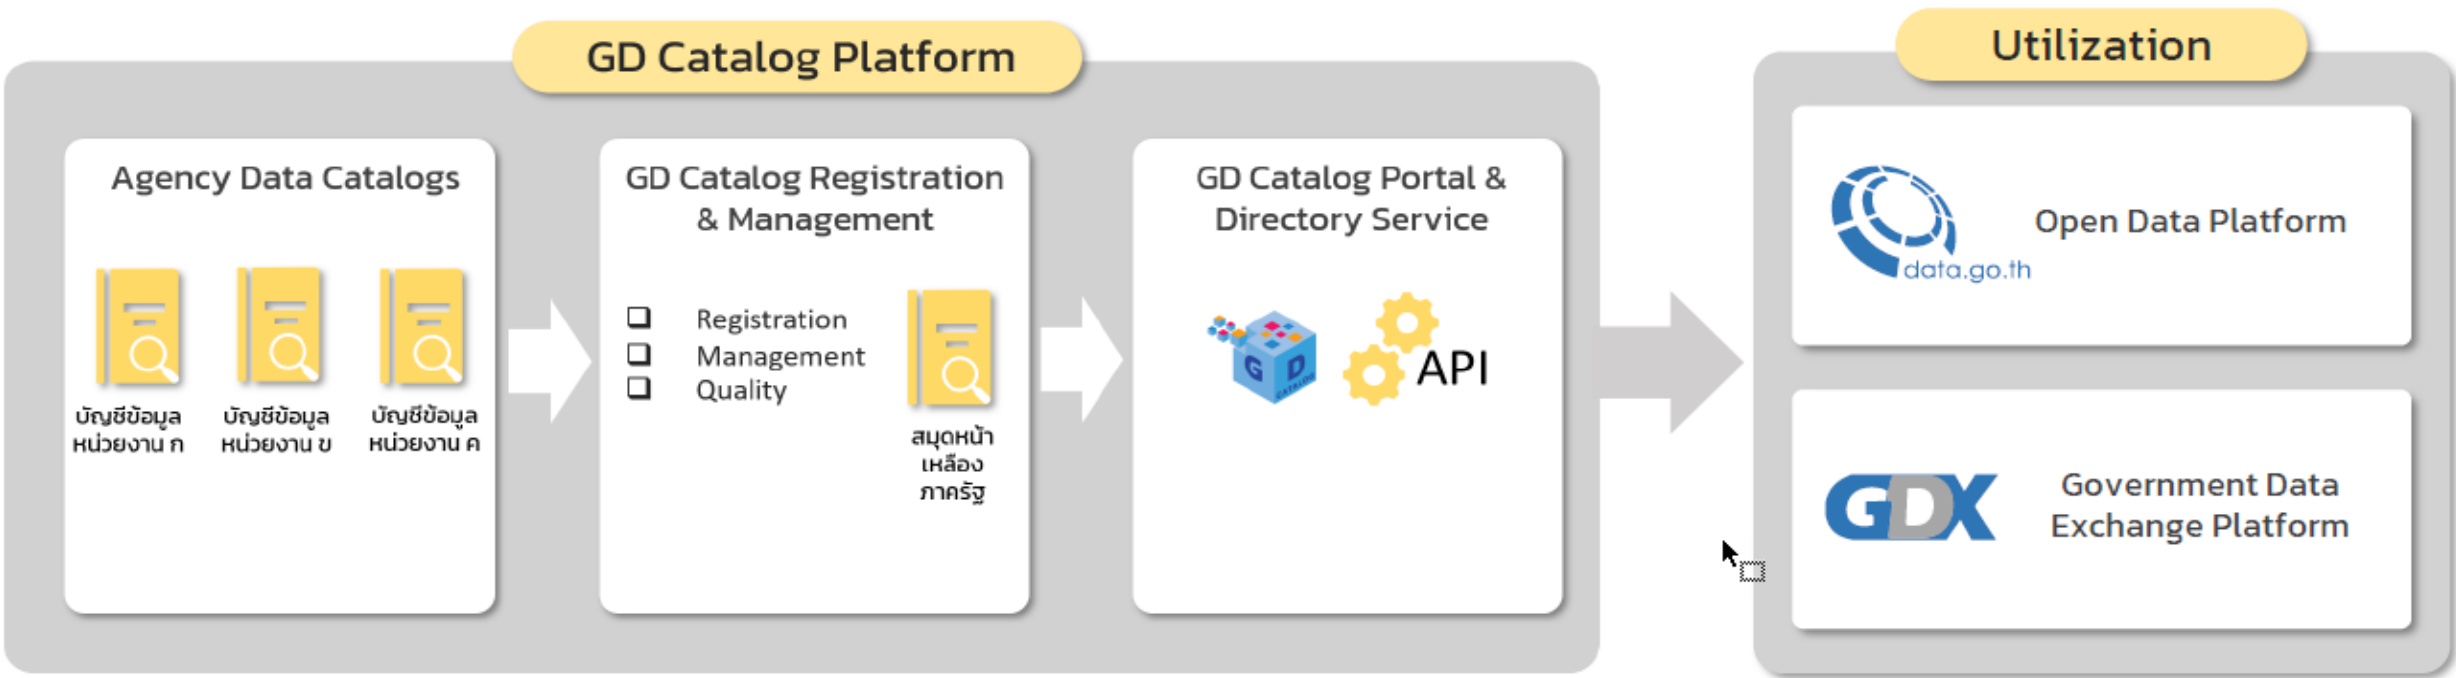 GD Catalog Platform
Agency Data Catalogs
บัญชีข้อมูล
หน่วยงาน ก
บัญชีข้อมูล
หน่วยงาน ข
บัญชีข้อมูล
หน่วยงาน ค
GD Catalog Registration
& Management
Registration
Management
Quality
สมุดหน้า
เหลือง
ภาครัฐ
GD Catalog Portal &
Directory Service
G D
CATALOG
API
Utilization
data.go.th
Open Data Platform
GDX
Government Data
Exchange Platform